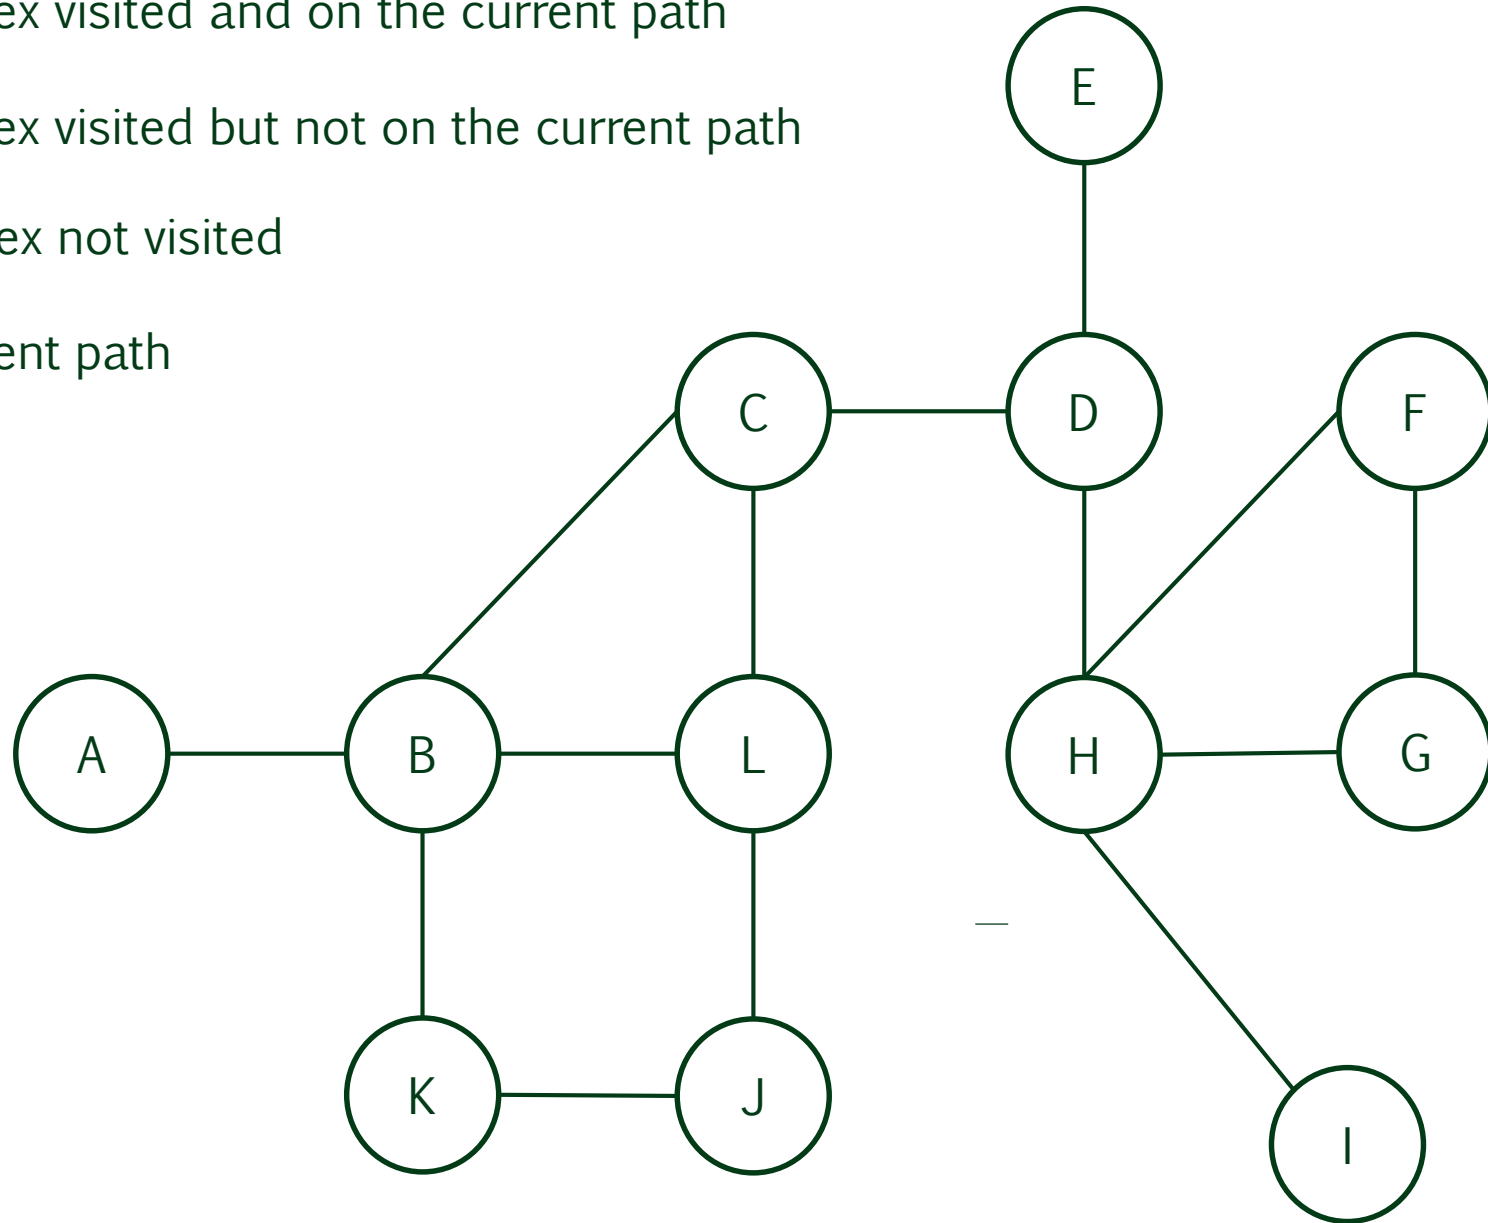 ex visited and on the current path
ex visited but not on the current path
ex not visited
ent path
E
C
D
F
A
B
L
H
G
K
J
I